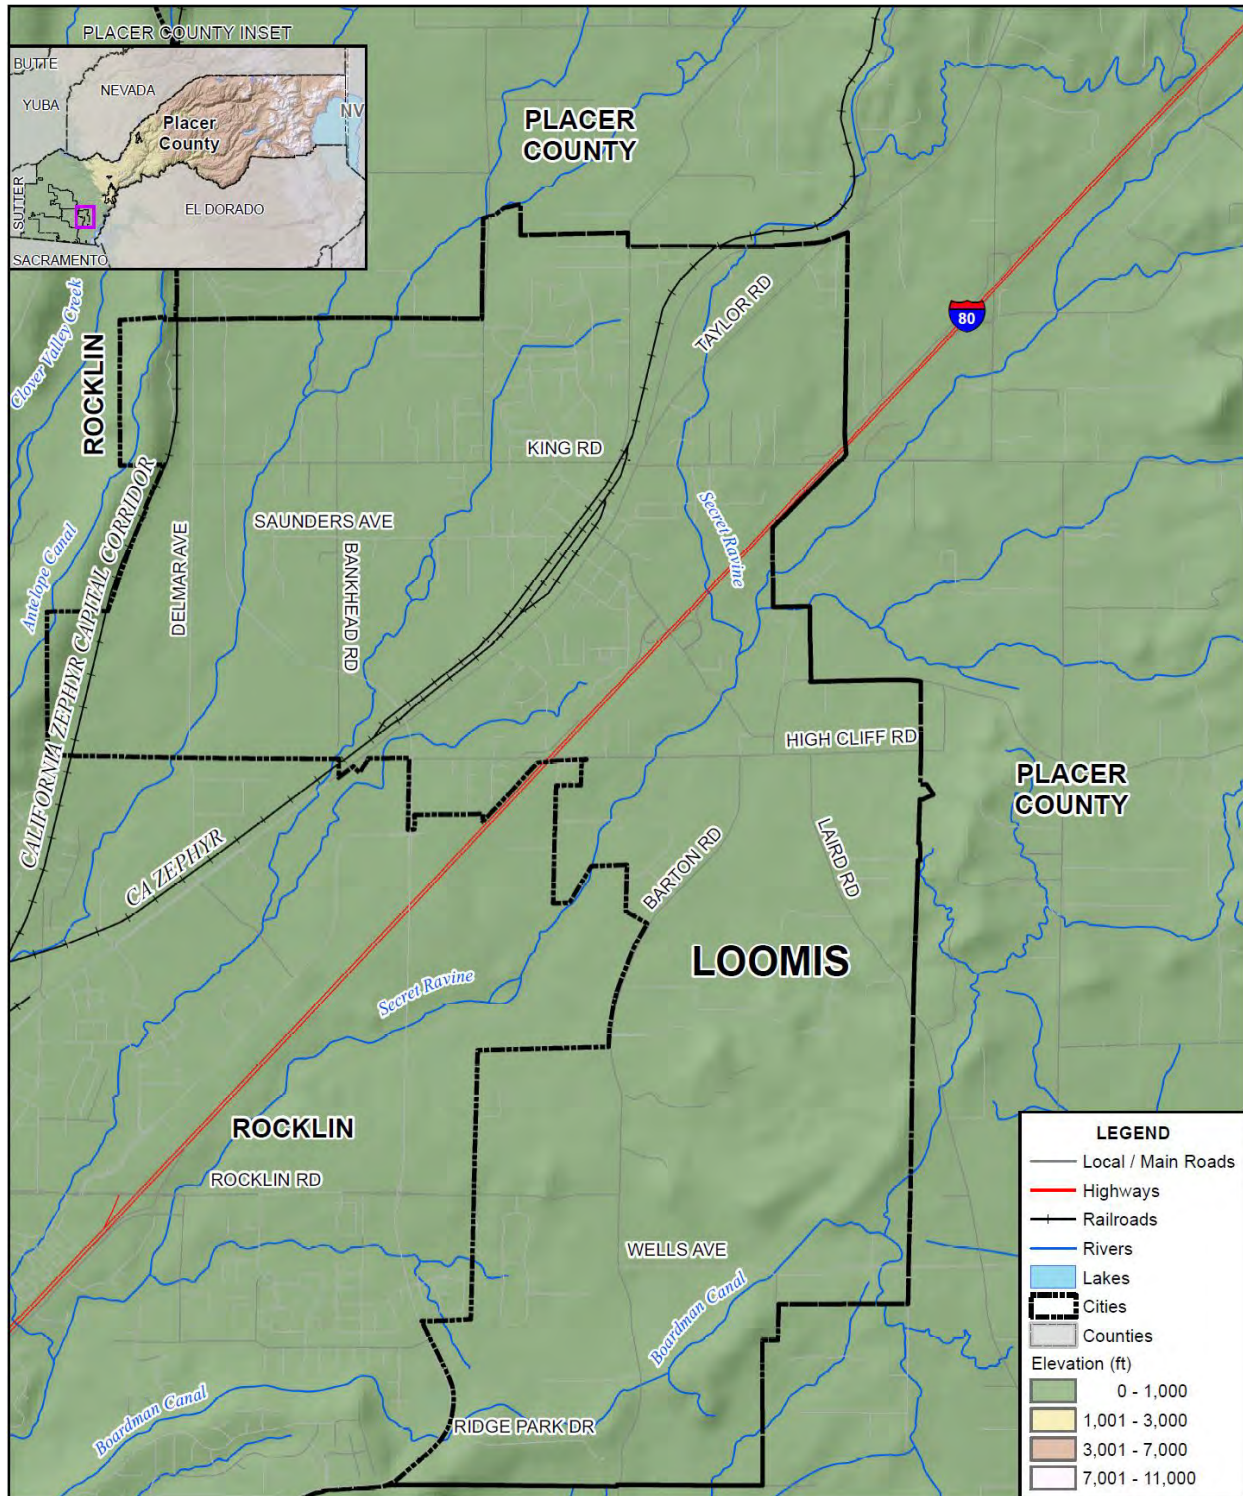 PLACER COUNTY INSET
BUTTE
YUBA
NEVADA
Placer
County
NV
SUTTER
EL DORADO
SACRAMENTO
PLACER
COUNTY
Clover Valley Creek
ROCKLIN
TAYLOR RD
80
KING RD
CALIFORNIA ZEPHYR CAPITAL CORRIDOR
Antelope Canal
DELMAR AVE
SAUNDERS AVE
BANKHEAD RD
Secret Ravine
HIGH CLIFF RD
PLACER
COUNTY
CA ZEPHYR
BARTON RD
LAIRD RD
LOOMIS
Secret Ravine
ROCKLIN
ROCKLIN RD
WELLS AVE
Boardman Canal
Boardman Canal
RIDGE PARK DR
LEGEND
Local / Main Roads
Highways
Railroads
Rivers
Lakes
Cities
Counties
Elevation (ft)
0 - 1,000
1,001 - 3,000
3,001 - 7,000
7,001 - 11,000